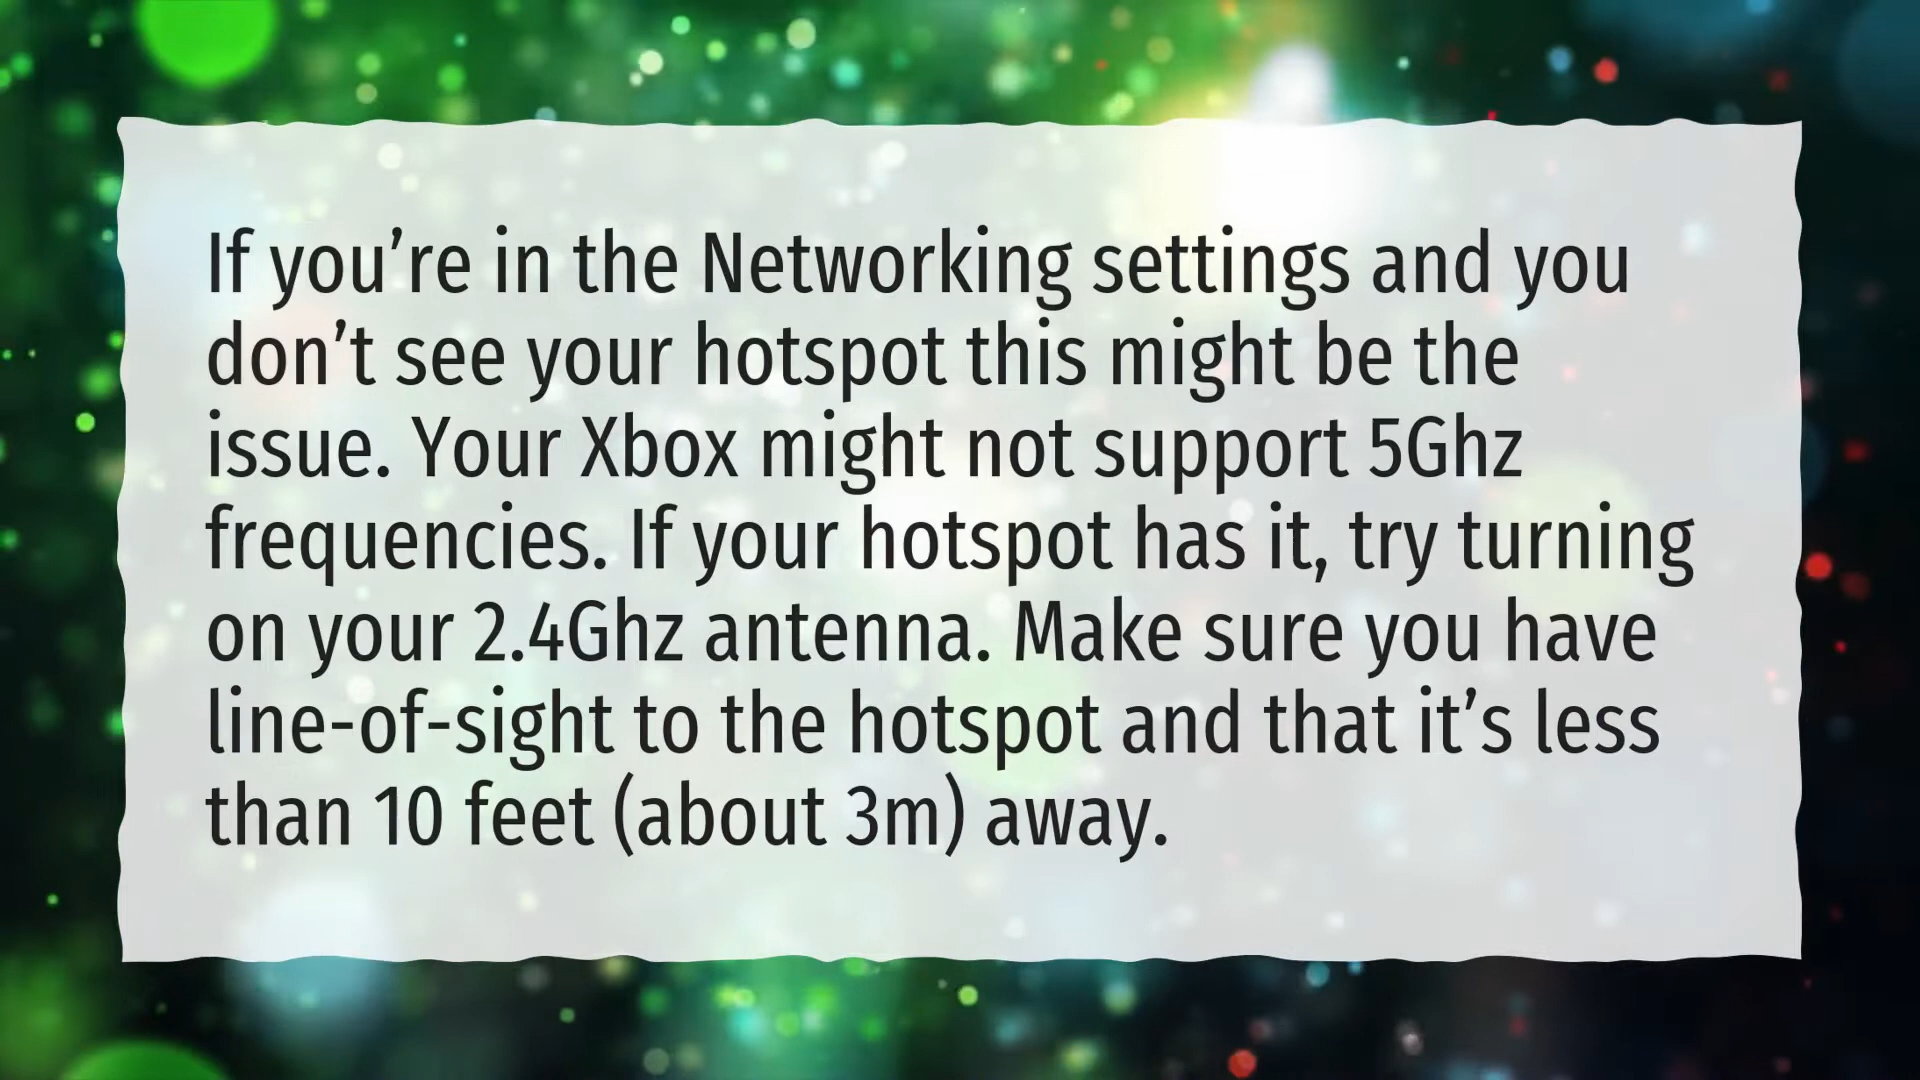 If you’re in the Networking settings and you
don’t see your hotspot this might be the
issue. Your Xbox might not support 5Ghz
frequencies. If your hotspot has it, try turning
on your 2.4Ghz antenna. Make sure you have
line-of-sight to the hotspot and that it’s less
than 10 feet (about 3m) away.